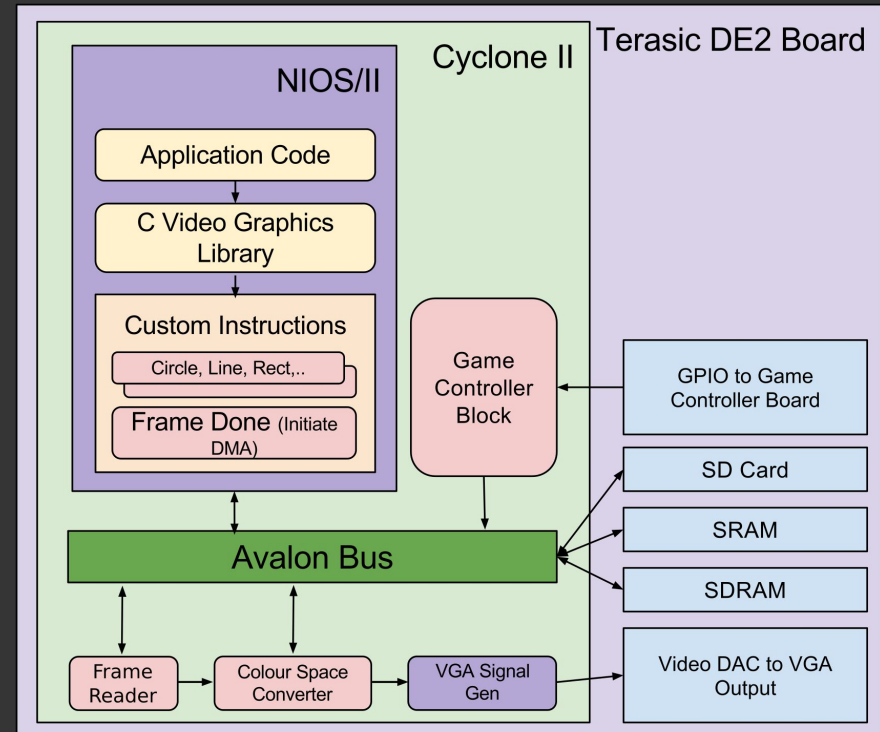 Terasic DE2 Board
Cyclone II
NIOS/II
Application Code
C Video Graphics
Library
Custom Instructions
Circle, Line, Rect,..
Frame Done (Initiate
DMA)
Game
Controller
Block
GPIO to Game
Controller Board
SD Card
SRAM
SDRAM
Avalon Bus
Frame
Reader
Colour Space
Converter
VGA Signal
Gen
Video DAC to VGA
Output